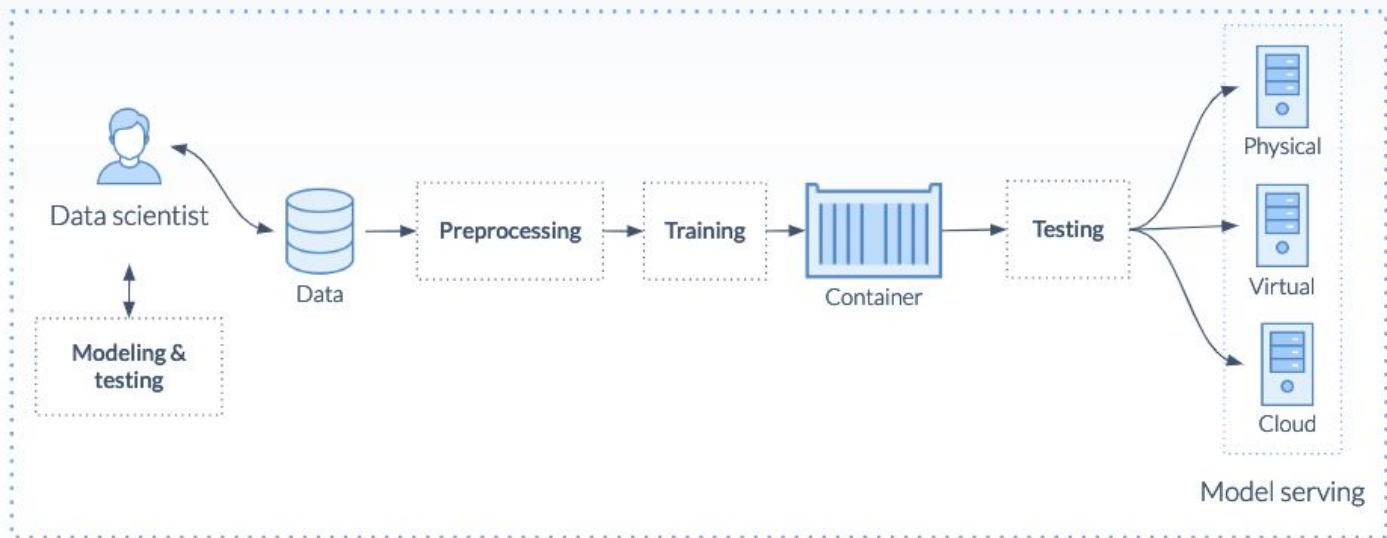 Data scientist
Modeling &
testing
Data
Preprocessing
Training
Container
Testing
Physical
Virtual
Cloud
Model serving